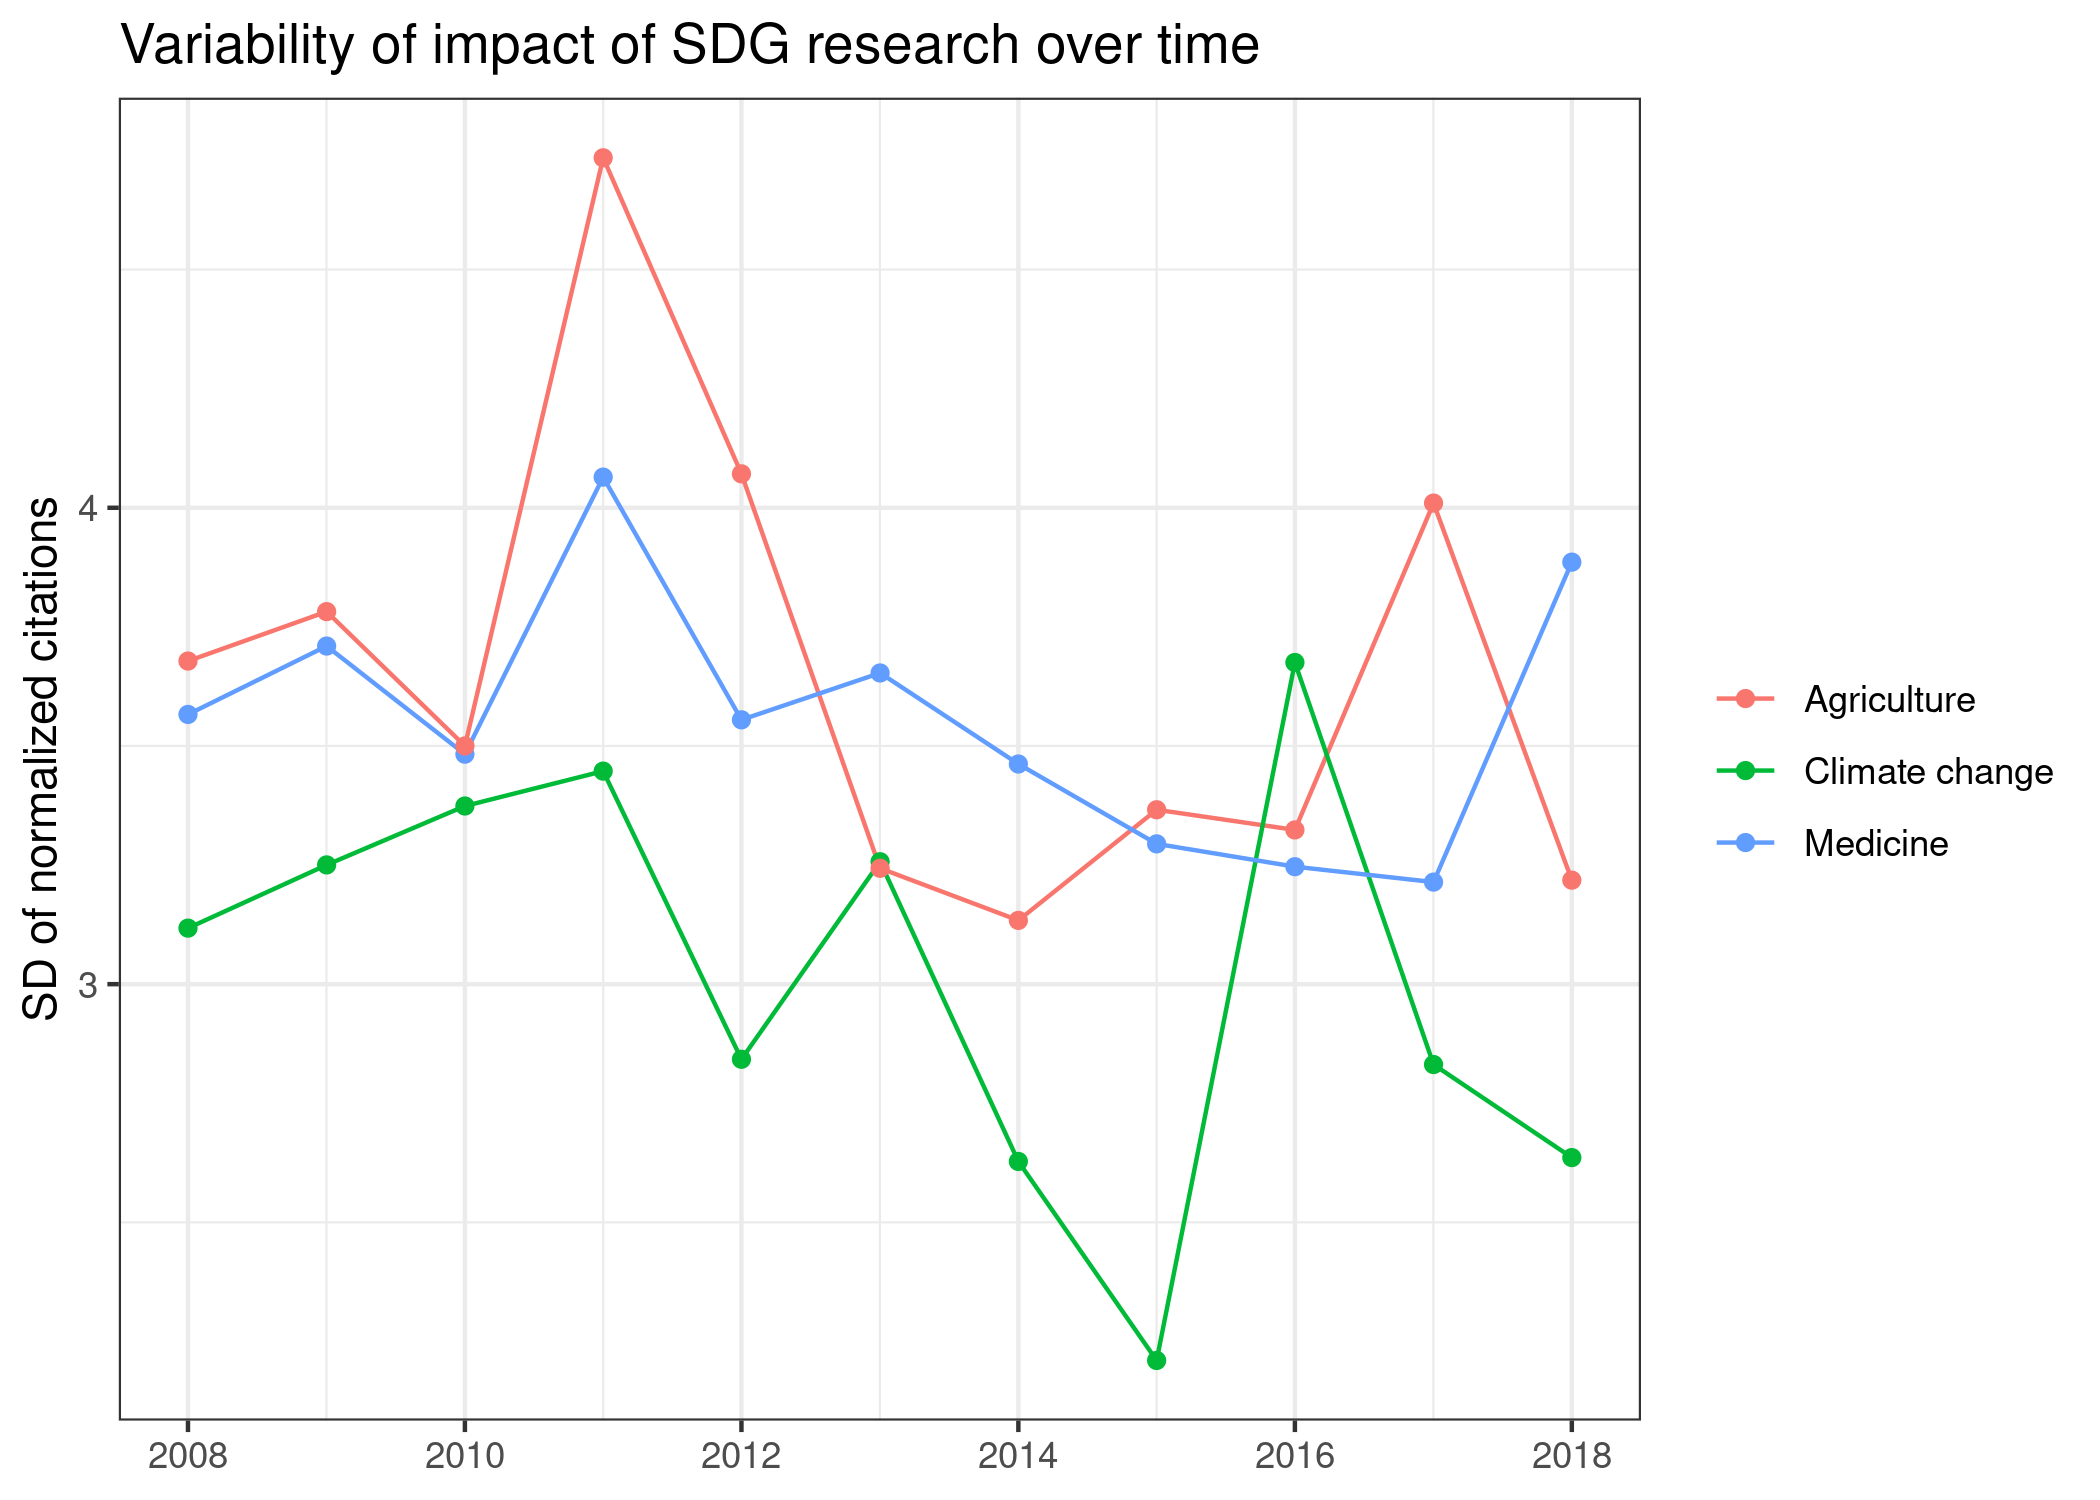 Variability of impact of SDG research over time
SD of normalized citations
4
3
2008
2010
2012
2014
2016
2018
Agriculture
Climate change
Medicine